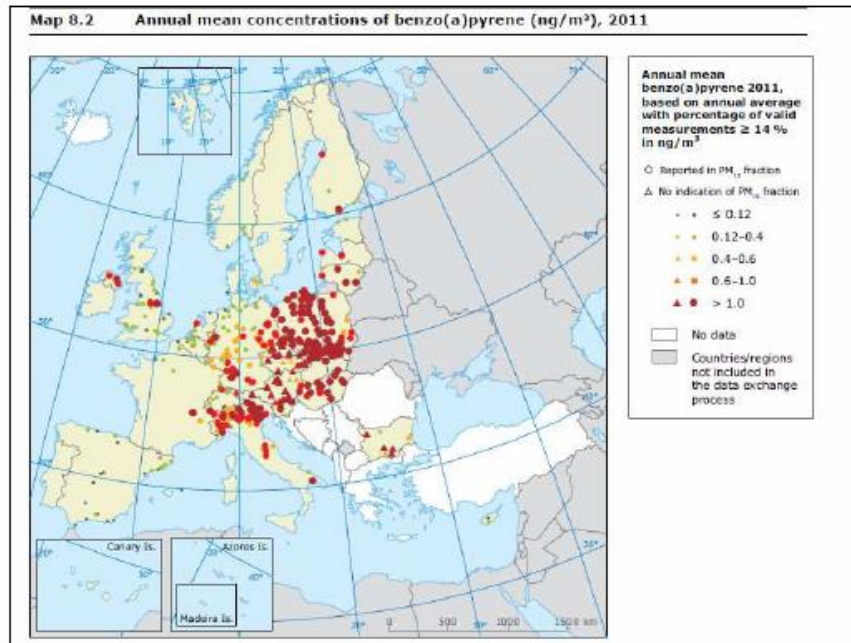 Map 8.2 Annual mean concentrations of benzo(a)pyrene (ng/m³), 2011
Annual mean
benzo(a)pyrene 2011,
based on annual average
with percentage of valid
measurements ≥ 14 %
in ng/m³
Reported in PM₁₀ fraction
No indication of PM₁₀ fraction
≤ 0.12
0.12–0.4
0.4–0.6
0.6–1.0
> 1.0
No data
Countries/regions
not included in
the data exchange
process
Canary Is.
Azores Is.
Madeira Is.
0 500 1000 1500 km